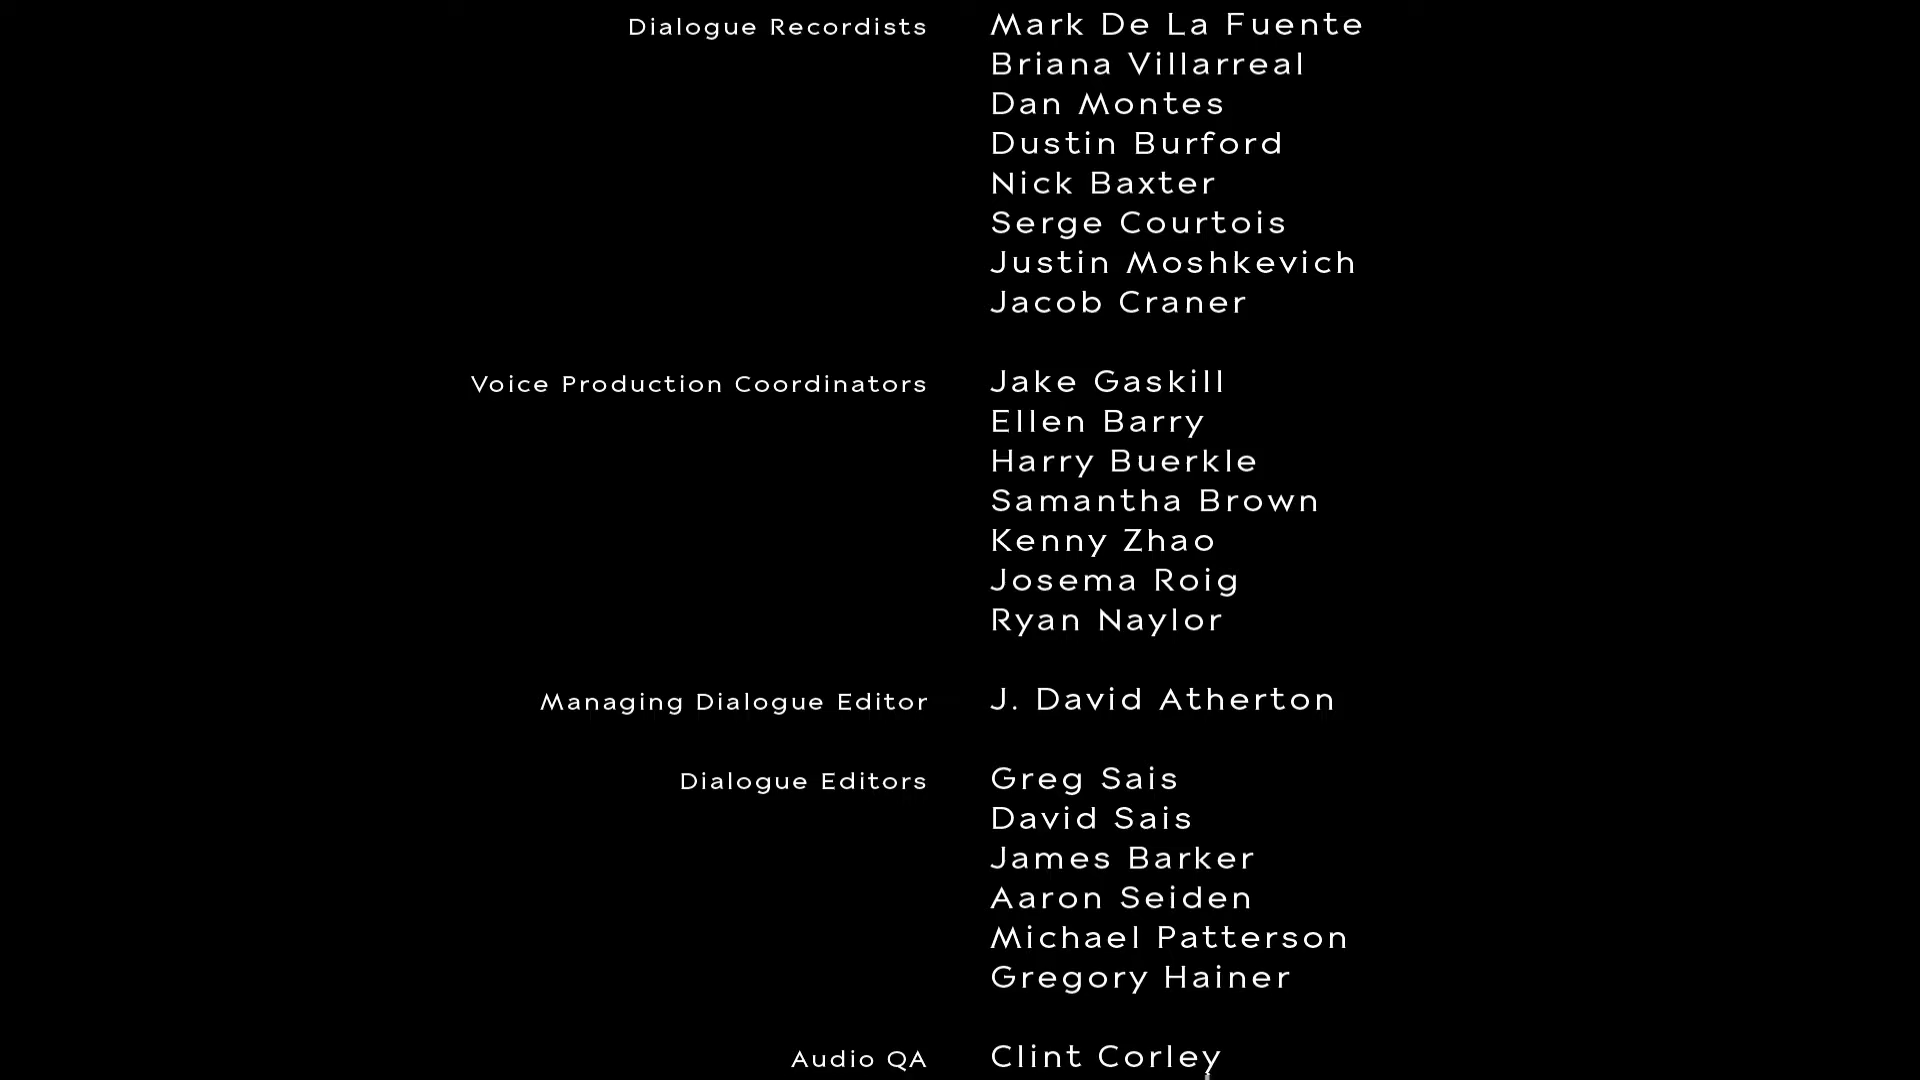 Dialogue Recordists Mark De La Fuente
Briana Villarreal
Dan Montes
Dustin Burford
Nick Baxter
Serge Courtois
Justin Moshkevich
Jacob Craner
Voice Production Coordinators Jake Gaskill
Ellen Barry
Harry Buerkle
Samantha Brown
Kenny Zhao
Josema Roig
Ryan Naylor
Managing Dialogue Editor J. David Atherton
Dialogue Editors Greg Sais
David Sais
James Barker
Aaron Seiden
Michael Patterson
Gregory Hainer
Audio QA Clint Corley